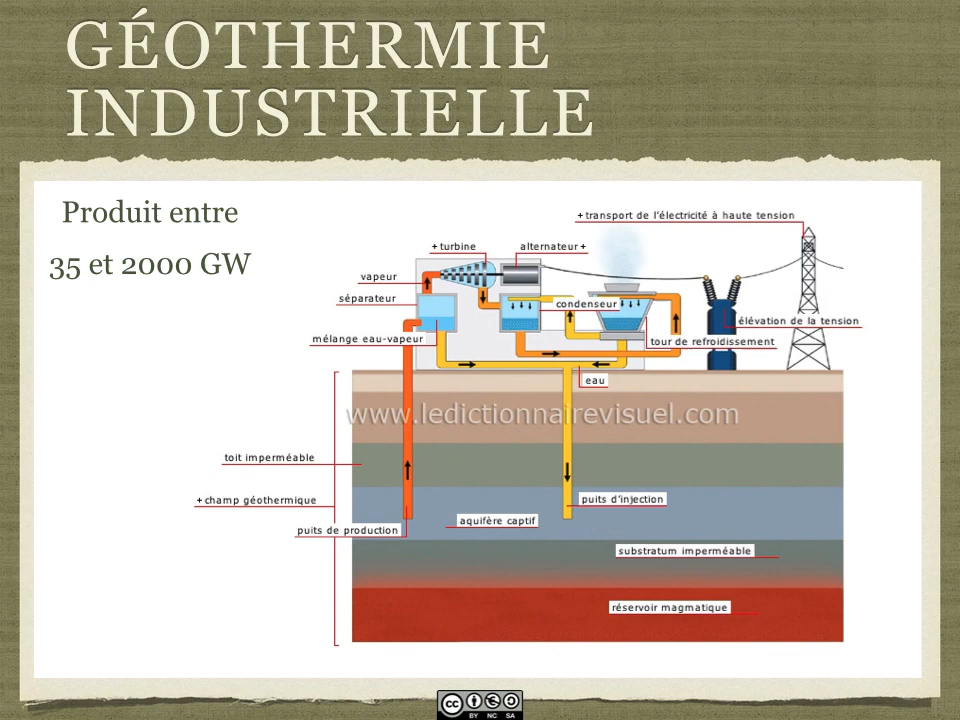 GÉOTHERMIE
INDUSTRIELLE
Produit entre
35 et 2000 GW
+ transport de l'électricité à haute tension
+ turbine
alternateur +
vapeur
séparateur
condenseur
élévation de la tension
mélange eau-vapeur
tour de refroidissement
eau
www.ledictionnairevisuel.com
toit imperméable
+ champ géothermique
puits d'injection
puits de production
aquifère captif
substratum imperméable
réservoir magmatique
cc
BY NC SA